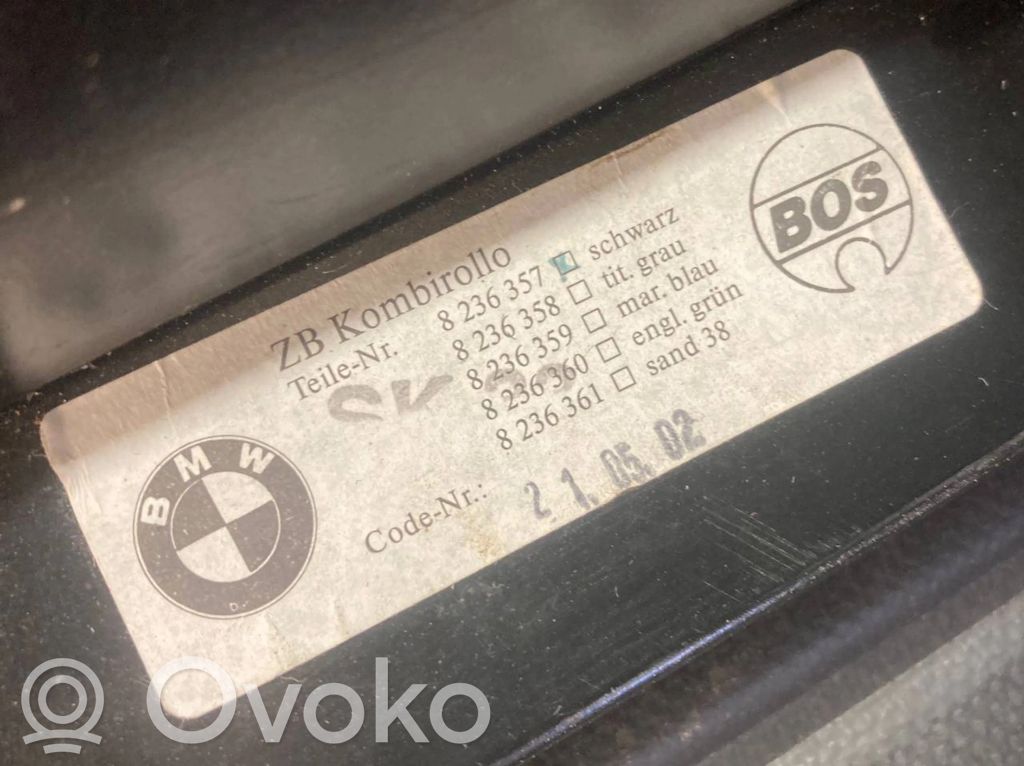 ZB Kombirollo
Teile-Nr. 8 236 357 schwarz
8 236 358 tit. grau
8 236 359 mar. blau
8 236 360 engl. grün
8 236 361 sand 38
Code-Nr.: 21.05.02
BOS
BMW
Ovoko